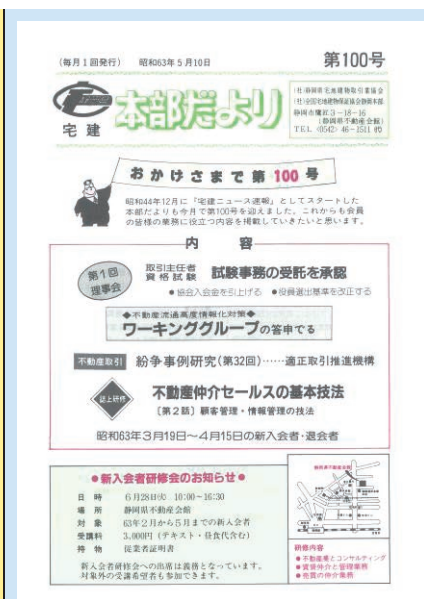 (毎月1回発行) 昭和63年5月10日 第100号
宅建 本部だより
(社)静岡県宅地建物取引業協会
(社)全国宅地建物保証協会静岡本部
静岡市鷹匠3-18-16
(静岡県不動産会館)
TEL (0542) 46-1511 ㈹
おかげさまで第100号
昭和44年12月に「宅建ニュース速報」としてスタートした
本部だよりも今月で第100号を迎えました。これからも会員
の皆様の業務に役立つ内容を掲載していきたいと思います。
内容
第1回
理事会
取引主任者
資格試験 試験事務の受託を承認
●協会入会金を引上げる ●役員選出基準を改正する
◆不動産流通高度情報化対策◆
ワーキンググループの答申でる
不動産取引 紛争事例研究(第32回)……適正取引推進機構
誌上研修
不動産仲介セールスの基本技法
〔第2話〕顧客管理・情報管理の技法
昭和63年3月19日~4月15日の新入会者・退会者
●新入会者研修会のお知らせ●
日時 6月28日㈫ 10:00~16:30
場所 静岡県不動産会館
対象 63年2月から5月までの新入会者
受講料 3,000円(テキスト・昼食代含む)
持物 従業者証明書
新入会者研修会への出席は義務となっています。
対象外の受講希望者も参加できます。
研修内容
●不動産業とコンサルティング
●賃貸仲介と管理業務
●売買の仲介業務